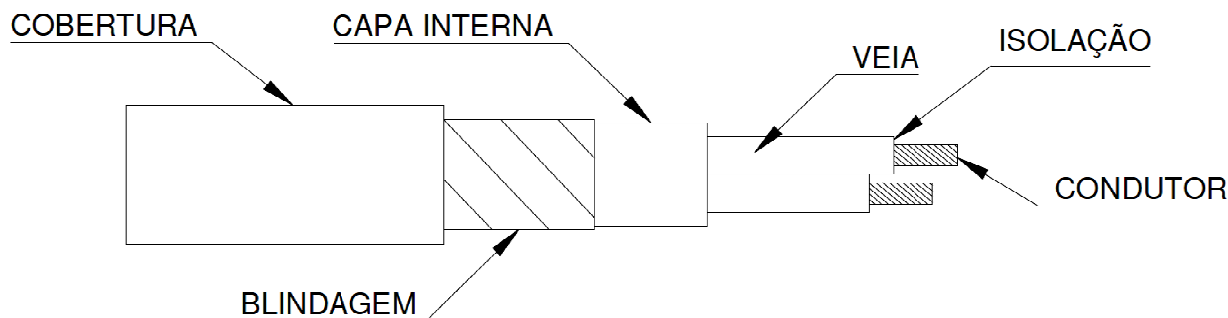 COBERTURA
CAPA INTERNA
VEIA
ISOLAÇÃO
CONDUTOR
BLINDAGEM